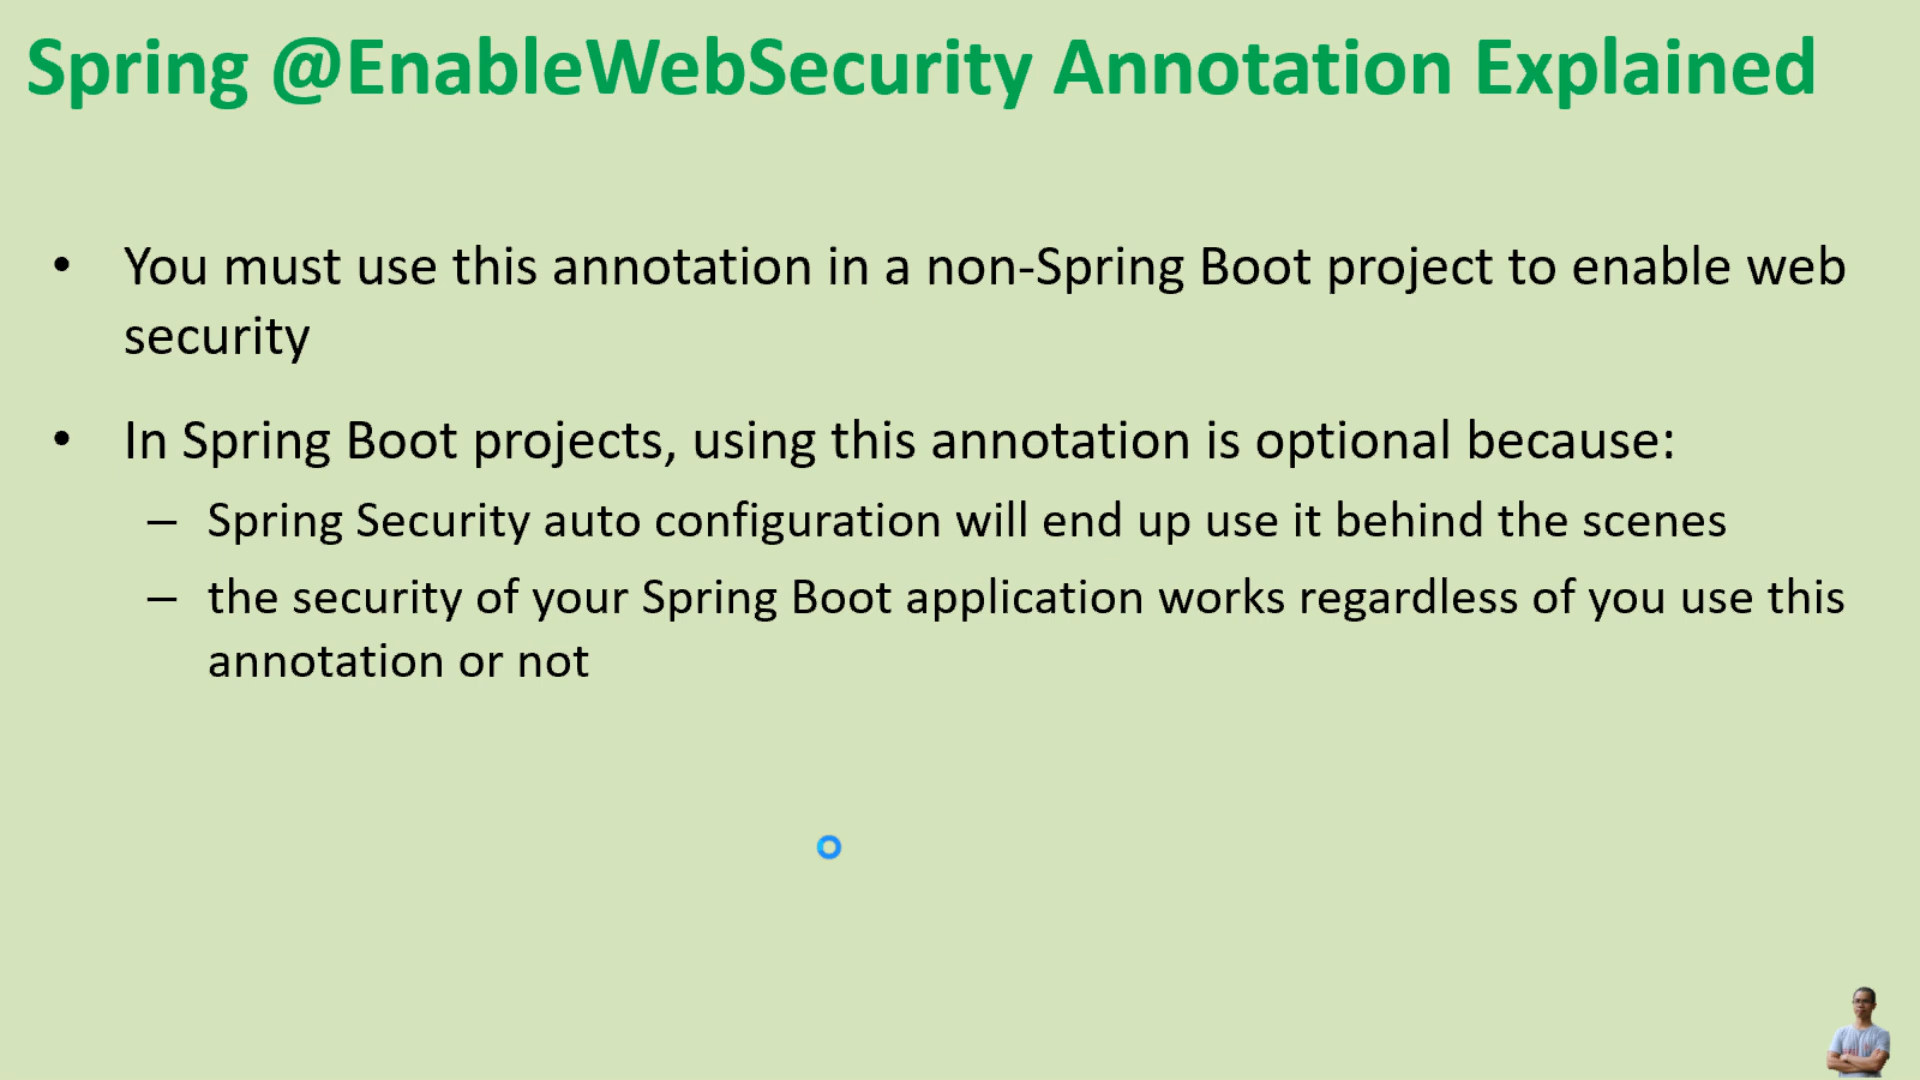 Spring @EnableWebSecurity Annotation Explained
• You must use this annotation in a non-Spring Boot project to enable web
security
• In Spring Boot projects, using this annotation is optional because:
– Spring Security auto configuration will end up use it behind the scenes
– the security of your Spring Boot application works regardless of you use this
annotation or not